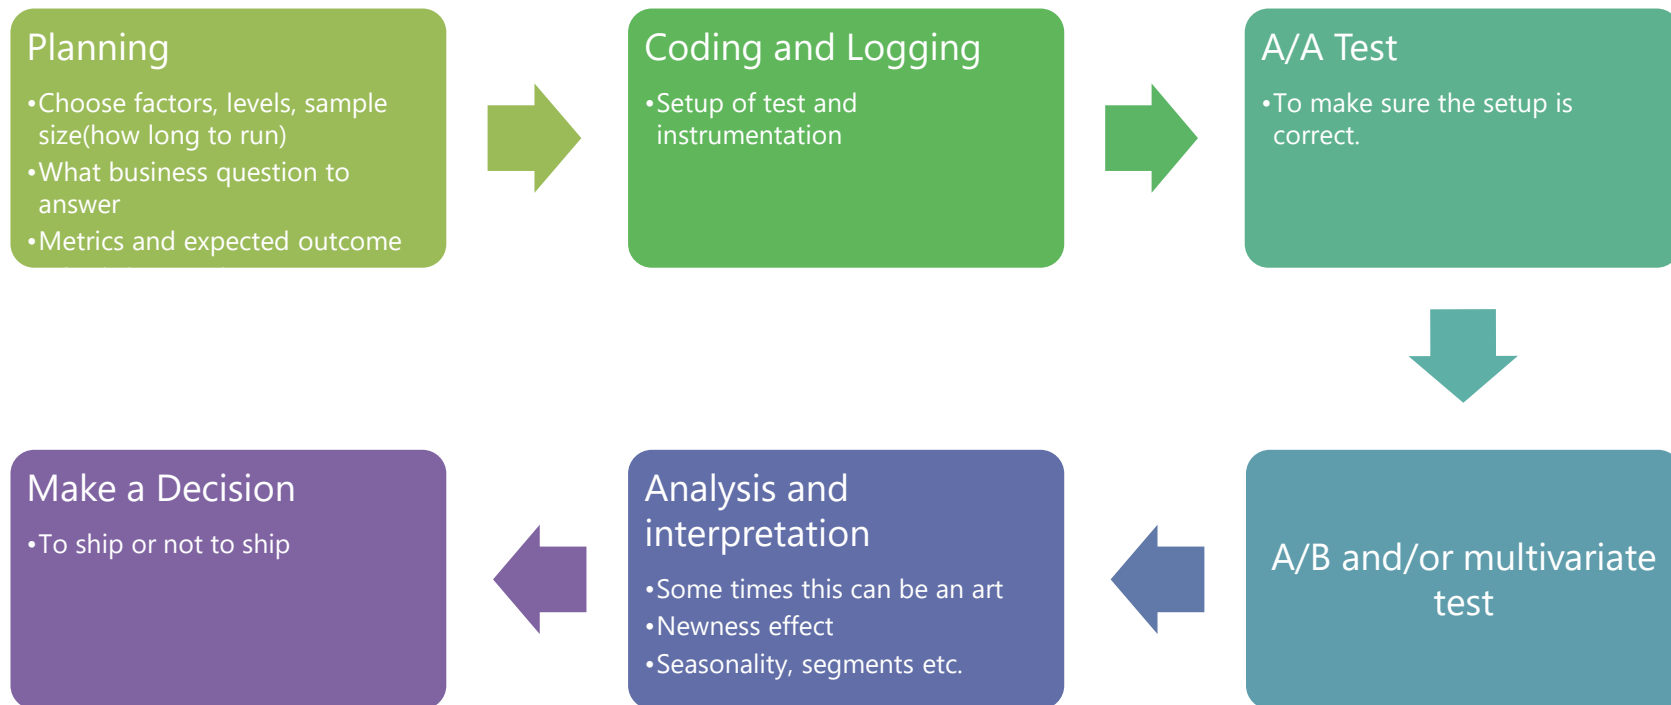 Planning
•Choose factors, levels, sample
size(how long to run)
•What business question to
answer
•Metrics and expected outcome
Coding and Logging
•Setup of test and
instrumentation
A/A Test
•To make sure the setup is
correct.
A/B and/or multivariate
test
Analysis and
interpretation
•Some times this can be an art
•Newness effect
•Seasonality, segments etc.
Make a Decision
•To ship or not to ship